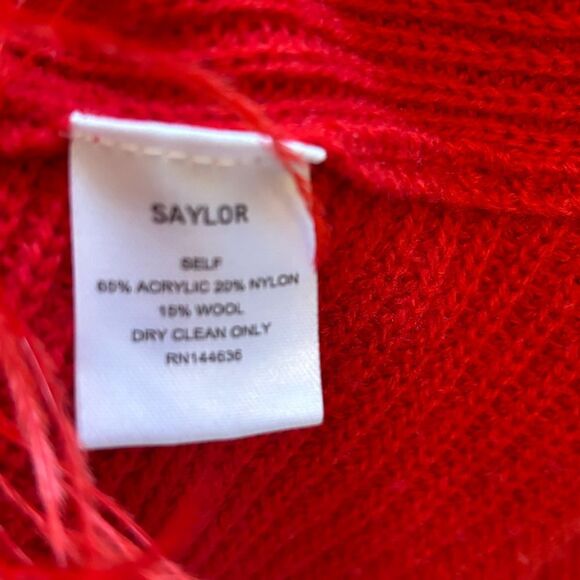 SAYLOR
SELF
65% ACRYLIC 20% NYLON
15% WOOL
DRY CLEAN ONLY
RN144636